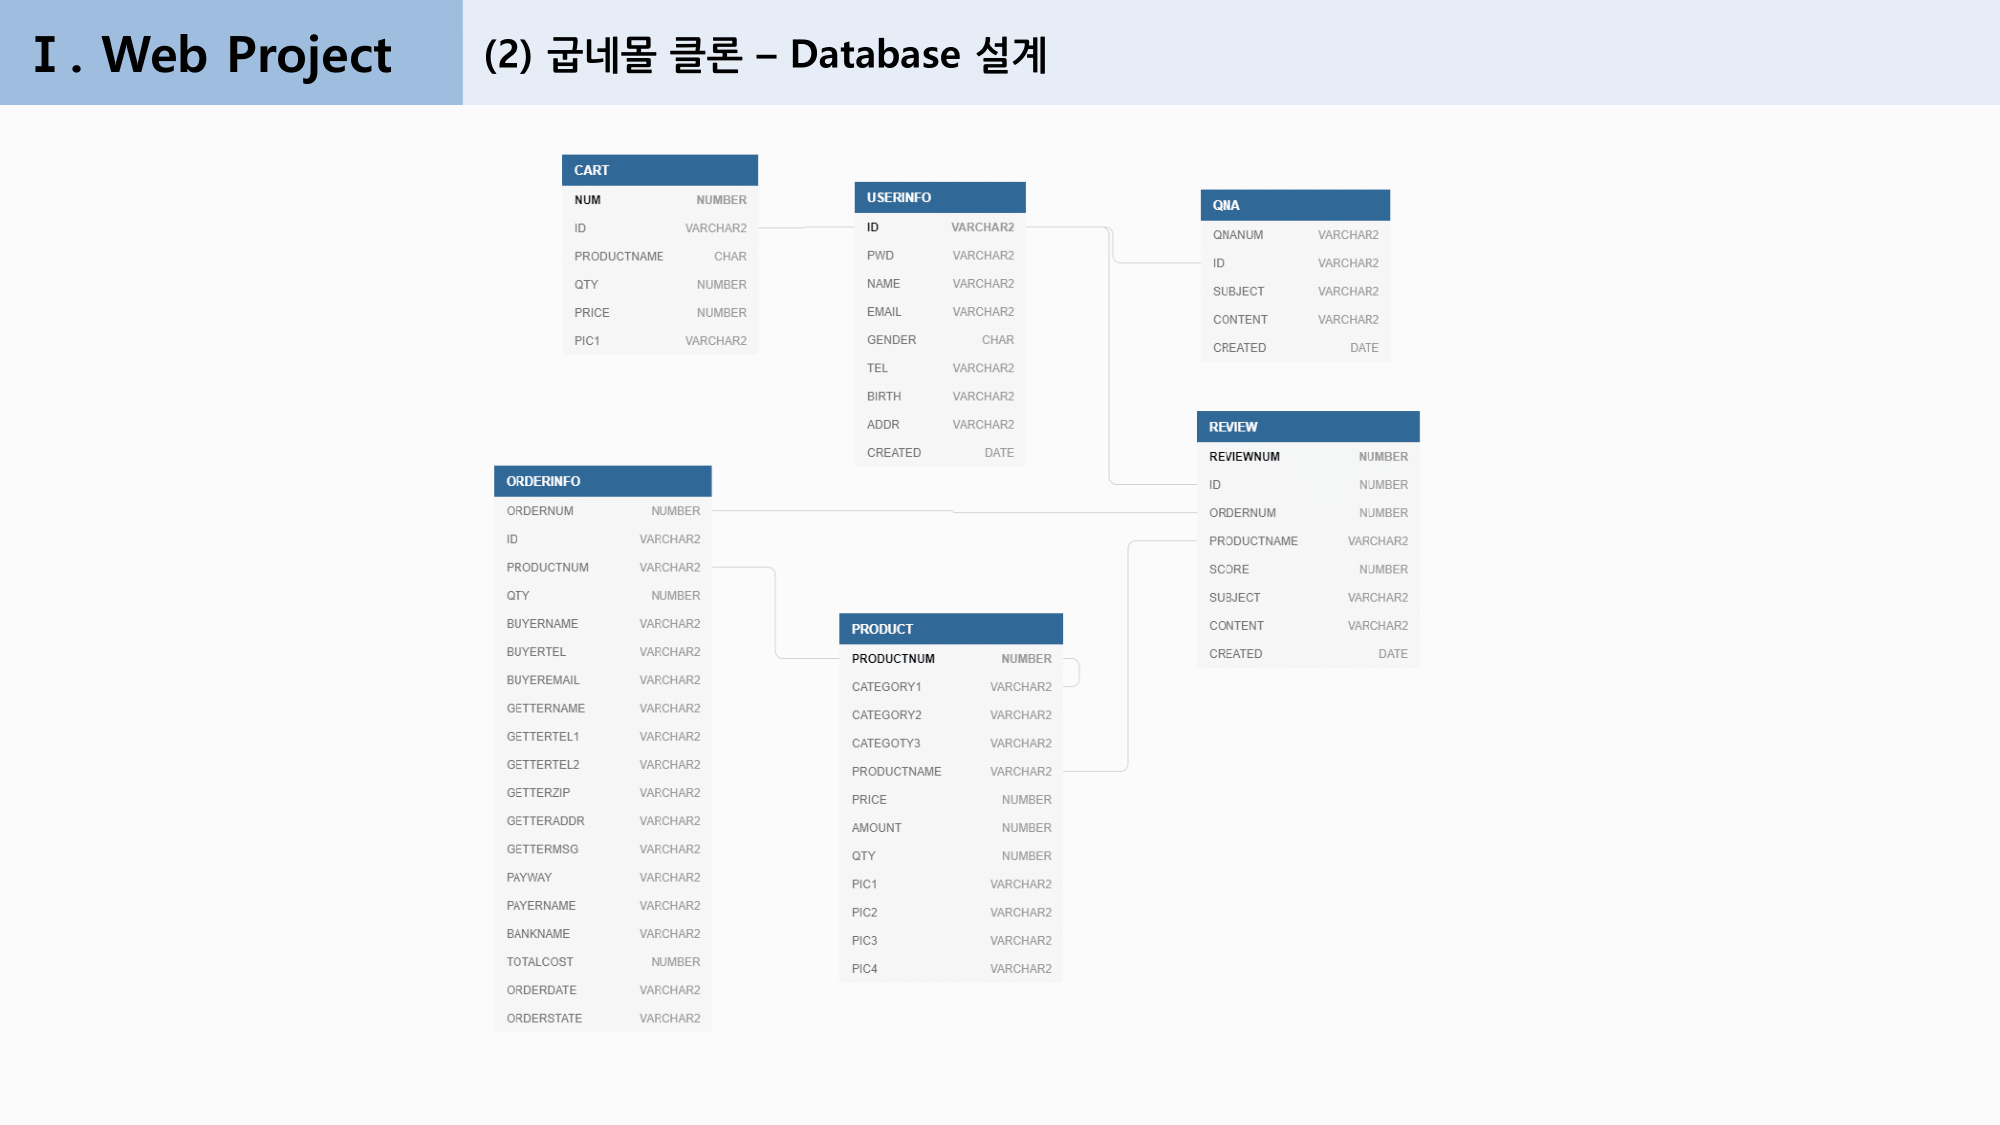 Ⅰ. Web Project
(2) 굽네몰 클론 – Database 설계
CART
NUM NUMBER
ID VARCHAR2
PRODUCTNAME CHAR
QTY NUMBER
PRICE NUMBER
PIC1 VARCHAR2
USERINFO
ID VARCHAR2
PWD VARCHAR2
NAME VARCHAR2
EMAIL VARCHAR2
GENDER CHAR
TEL VARCHAR2
BIRTH VARCHAR2
ADDR VARCHAR2
CREATED DATE
QNA
QNANUM VARCHAR2
ID VARCHAR2
SUBJECT VARCHAR2
CONTENT VARCHAR2
CREATED DATE
REVIEW
REVIEWNUM NUMBER
ID NUMBER
ORDERNUM NUMBER
PRODUCTNAME VARCHAR2
SCORE NUMBER
SUBJECT VARCHAR2
CONTENT VARCHAR2
CREATED DATE
ORDERINFO
ORDERNUM NUMBER
ID VARCHAR2
PRODUCTNUM VARCHAR2
QTY NUMBER
BUYERNAME VARCHAR2
BUYERTEL VARCHAR2
BUYEREMAIL VARCHAR2
GETTERNAME VARCHAR2
GETTERTEL1 VARCHAR2
GETTERTEL2 VARCHAR2
GETTERZIP VARCHAR2
GETTERADDR VARCHAR2
GETTERMSG VARCHAR2
PAYWAY VARCHAR2
PAYERNAME VARCHAR2
BANKNAME VARCHAR2
TOTALCOST NUMBER
ORDERDATE VARCHAR2
ORDERSTATE VARCHAR2
PRODUCT
PRODUCTNUM NUMBER
CATEGORY1 VARCHAR2
CATEGORY2 VARCHAR2
CATEGOTY3 VARCHAR2
PRODUCTNAME VARCHAR2
PRICE NUMBER
AMOUNT NUMBER
QTY NUMBER
PIC1 VARCHAR2
PIC2 VARCHAR2
PIC3 VARCHAR2
PIC4 VARCHAR2